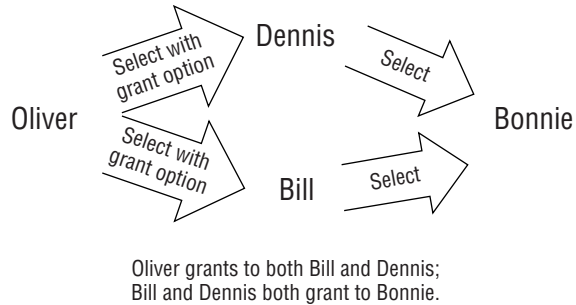 Dennis
Select with
grant option
Select
Oliver
Bonnie
Select with
grant option
Select
Bill
Oliver grants to both Bill and Dennis;
Bill and Dennis both grant to Bonnie.